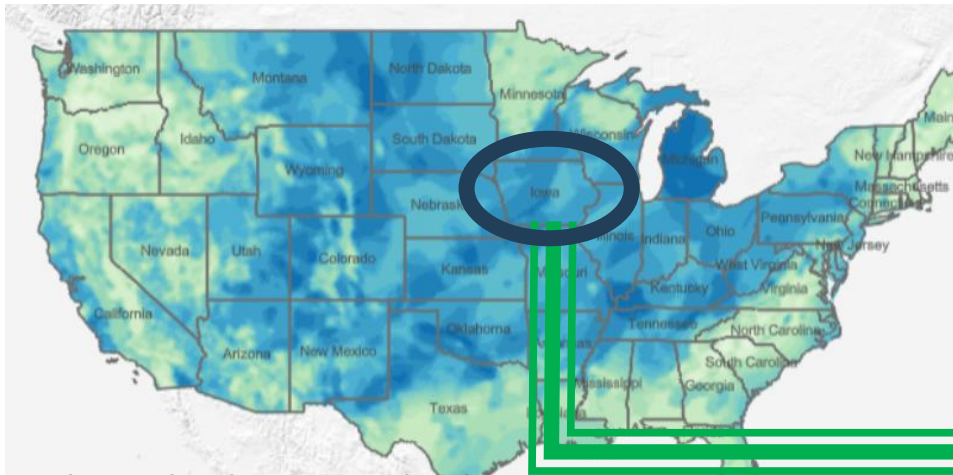 Washington
Montana
North Dakota
Minnesota
Main
Oregon
Idaho
South Dakota
Wisconsin
Michigan
New Hampshire
Wyoming
Massachusetts
Iowa
Nebraska
Pennsylvania
Nevada
Utah
Colorado
Illinois
Indiana
Ohio
New Jersey
Kansas
Missouri
West Virginia
Kentucky
Virginia
California
Oklahoma
Tennessee
North Carolina
Arizona
New Mexico
Arkansas
South Carolina
Mississippi
Georgia
Texas